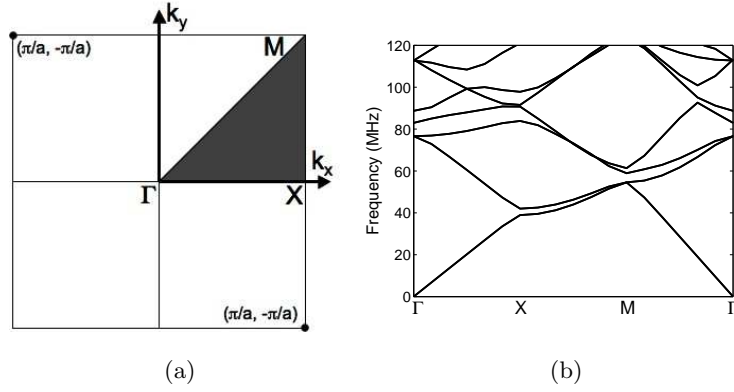 k_y
M
(π/a, -π/a)
k_x
Γ
X
(π/a, -π/a)
(a)
120
100
80
60
40
20
0
Frequency (MHz)
Γ
X
M
Γ
(b)